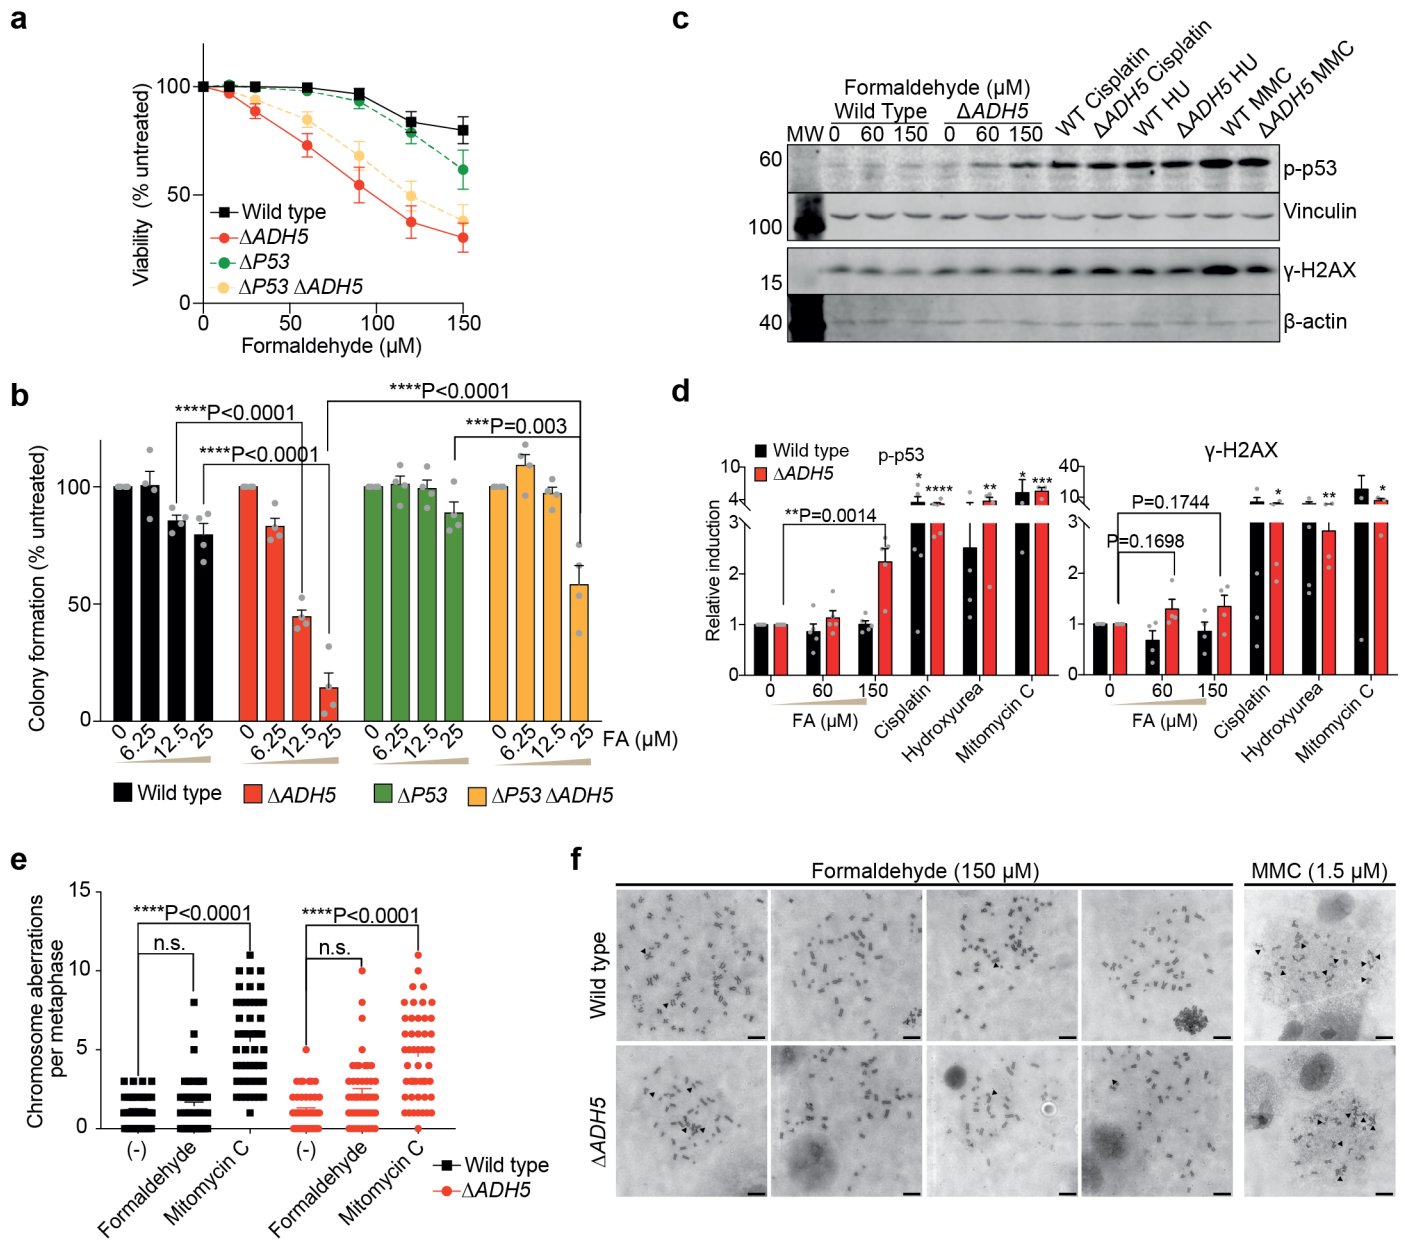 a
100
50
0
Viability (% untreated)
Wild type
ΔADH5
ΔP53
ΔP53 ΔADH5
0 50 100 150
Formaldehyde (µM)
b
****P<0.0001
****P<0.0001
***P=0.003
****P<0.0001
100
50
0
Colony formation (% untreated)
0 6.25 12.5 25 0 6.25 12.5 25 0 6.25 12.5 25 0 6.25 12.5 25 FA (µM)
Wild type ΔADH5 ΔP53 ΔP53 ΔADH5
c
Formaldehyde (µM)
Wild Type ΔADH5
MW 0 60 150 0 60 150 WT Cisplatin ΔADH5 Cisplatin WT HU ΔADH5 HU WT MMC ΔADH5 MMC
60 p-p53
100 Vinculin
15 γ-H2AX
40 β-actin
d
Wild type
ΔADH5
p-p53
10
4
3
2
1
0
Relative induction
**P=0.0014
* **** ** * ***
0 60 150 Cisplatin Hydroxyurea Mitomycin C
FA (µM)
γ-H2AX
40
10
3
2
1
0
P=0.1744
P=0.1698
* ** *
0 60 150 Cisplatin Hydroxyurea Mitomycin C
FA (µM)
e
15
10
5
0
Chromosome aberrations
per metaphase
****P<0.0001 ****P<0.0001
n.s. n.s.
(-) Formaldehyde Mitomycin C (-) Formaldehyde Mitomycin C
Wild type
ΔADH5
f
Formaldehyde (150 µM) MMC (1.5 µM)
Wild type
ΔADH5